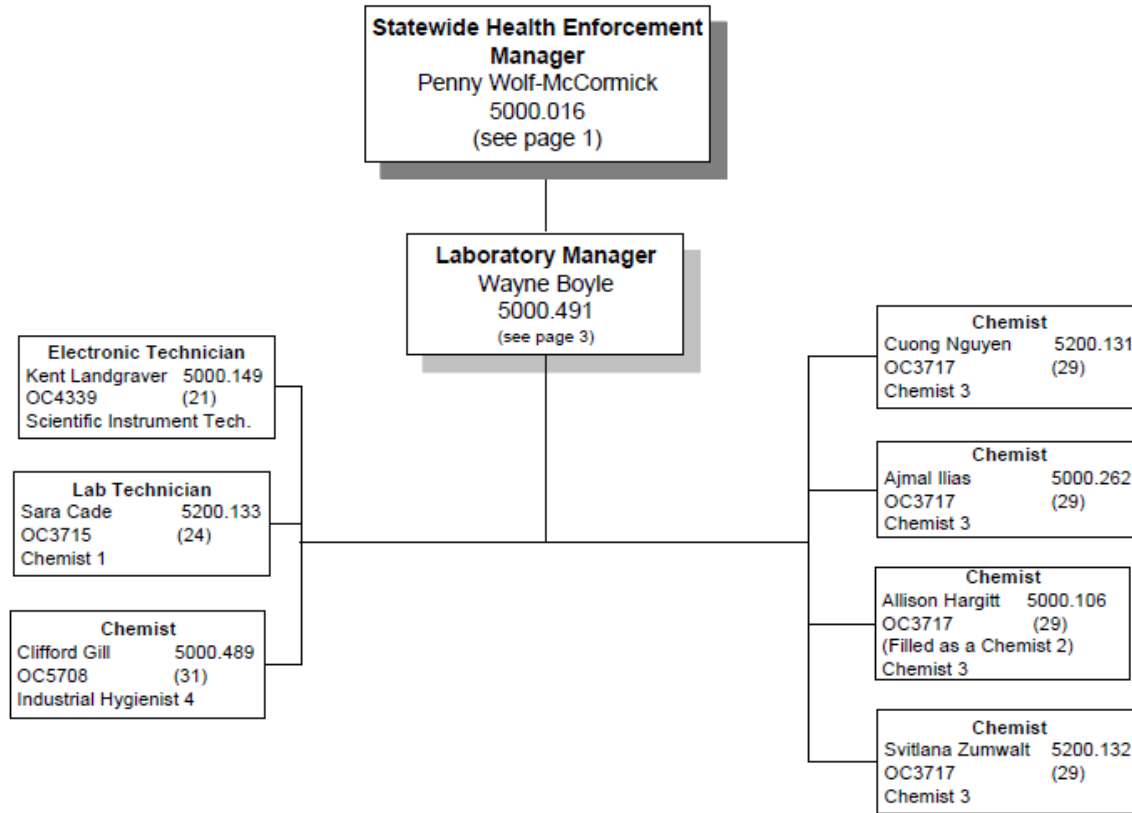 Statewide Health Enforcement
Manager
Penny Wolf-McCormick
5000.016
(see page 1)
Laboratory Manager
Wayne Boyle
5000.491
(see page 3)
Electronic Technician
Kent Landgraver 5000.149
OC4339 (21)
Scientific Instrument Tech.
Lab Technician
Sara Cade 5200.133
OC3715 (24)
Chemist 1
Chemist
Clifford Gill 5000.489
OC5708 (31)
Industrial Hygienist 4
Chemist
Cuong Nguyen 5200.131
OC3717 (29)
Chemist 3
Chemist
Ajmal Ilias 5000.262
OC3717 (29)
Chemist 3
Chemist
Allison Hargitt 5000.106
OC3717 (29)
(Filled as a Chemist 2)
Chemist 3
Chemist
Svitlana Zumwalt 5200.132
OC3717 (29)
Chemist 3